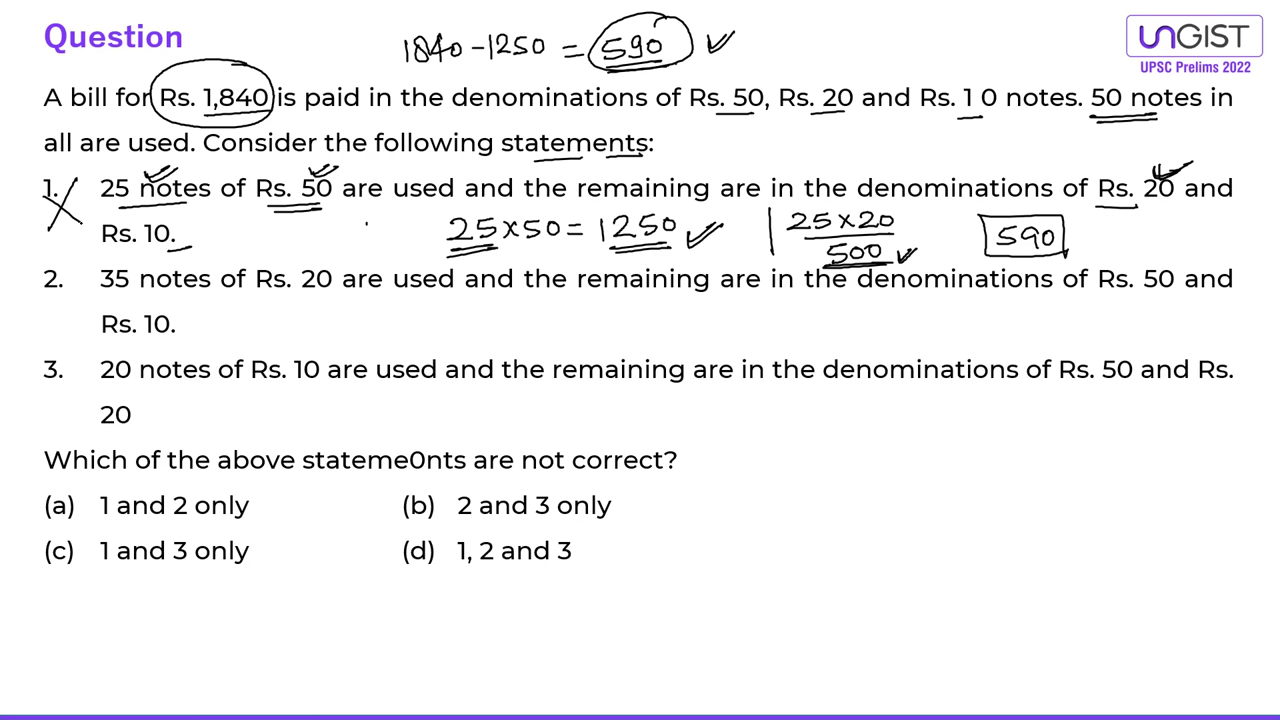 Question
1840 - 1250 = 590
UNGIST
UPSC Prelims 2022
A bill for Rs. 1,840 is paid in the denominations of Rs. 50, Rs. 20 and Rs. 1 0 notes. 50 notes in
all are used. Consider the following statements:
1. 25 notes of Rs. 50 are used and the remaining are in the denominations of Rs. 20 and
Rs. 10.
25 × 50 = 1250
25 × 20
500
590
2. 35 notes of Rs. 20 are used and the remaining are in the denominations of Rs. 50 and
Rs. 10.
3. 20 notes of Rs. 10 are used and the remaining are in the denominations of Rs. 50 and Rs.
20
Which of the above stateme0nts are not correct?
(a) 1 and 2 only (b) 2 and 3 only
(c) 1 and 3 only (d) 1, 2 and 3